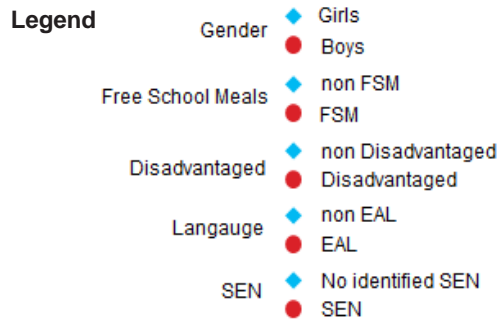 Legend
Gender
Girls
Boys
Free School Meals
non FSM
FSM
Disadvantaged
non Disadvantaged
Disadvantaged
Langauge
non EAL
EAL
SEN
No identified SEN
SEN